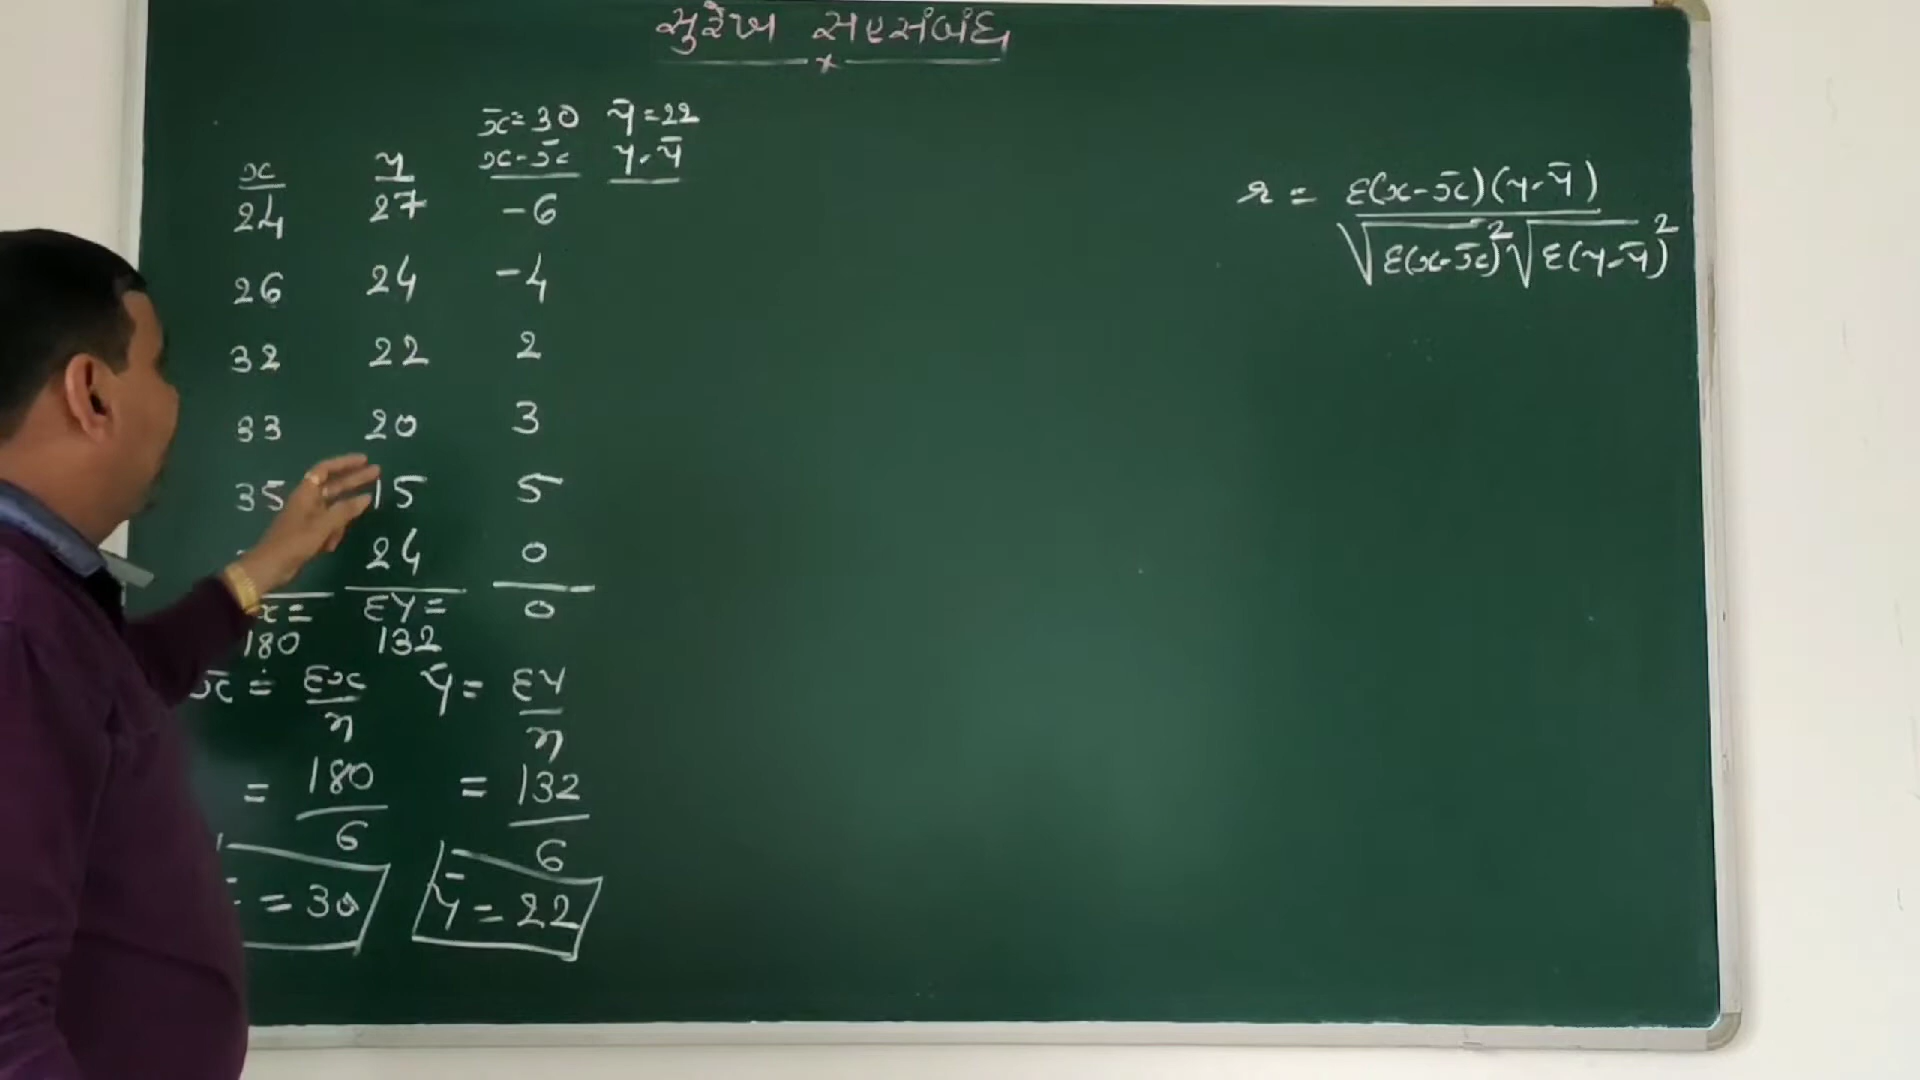 સુરેખ સહસંબંધ
x̄=30 ȳ=22
x y x-x̄ y-ȳ
24 27 -6
26 24 -4
32 22 2
33 20 3
35 15 5
24 0
x= Σy= 0
180 132
x̄ = Σx/n ȳ = Σy/n
= 180/6 = 132/6
= 30 ȳ = 22
r = Σ(x-x̄)(y-ȳ)
√Σ(x-x̄)² √Σ(y-ȳ)²